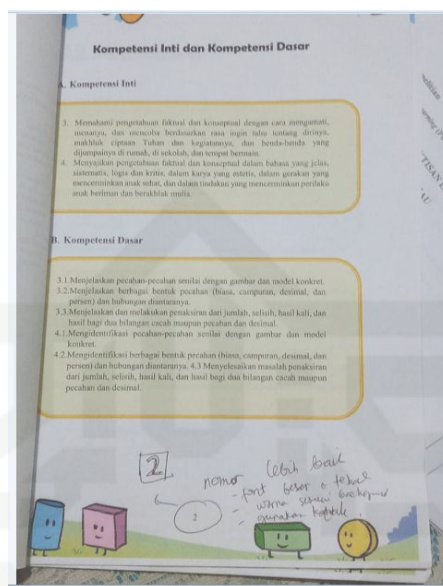 Kompetensi Inti dan Kompetensi Dasar
A. Kompetensi Inti
3. Memahami pengetahuan faktual dan konseptual dengan cara mengamati,
menanya, dan mencoba berdasarkan rasa ingin tahu tentang dirinya,
makhluk ciptaan Tuhan dan kegiatannya, dan benda-benda yang
dijumpainya di rumah, di sekolah, dan tempat bermain.
4. Menyajikan pengetahuan faktual dan konseptual dalam bahasa yang jelas,
sistematis, logis dan kritis, dalam karya yang estetis, dalam gerakan yang
mencerminkan anak sehat, dan dalam tindakan yang mencerminkan perilaku
anak beriman dan berakhlak mulia.
B. Kompetensi Dasar
3.1.Menjelaskan pecahan-pecahan senilai dengan gambar dan model konkret.
3.2.Menjelaskan berbagai bentuk pecahan (biasa, campuran, desimal, dan
persen) dan hubungan diantaranya.
3.3.Menjelaskan dan melakukan penaksiran dari jumlah, selisih, hasil kali, dan
hasil bagi dua bilangan cacah maupun pecahan dan desimal.
4.1.Mengidentifikasi pecahan-pecahan senilai dengan gambar dan model
konkret.
4.2.Mengidentifikasi berbagai bentuk pecahan (biasa, campuran, desimal, dan
persen) dan hubungan diantaranya. 4.3 Menyelesaikan masalah penaksiran
dari jumlah, selisih, hasil kali, dan hasil bagi dua bilangan cacah maupun
pecahan dan desimal.
2
nomor lebih baik
- font besar & tebal
- warna sesuai
- gunakan
2